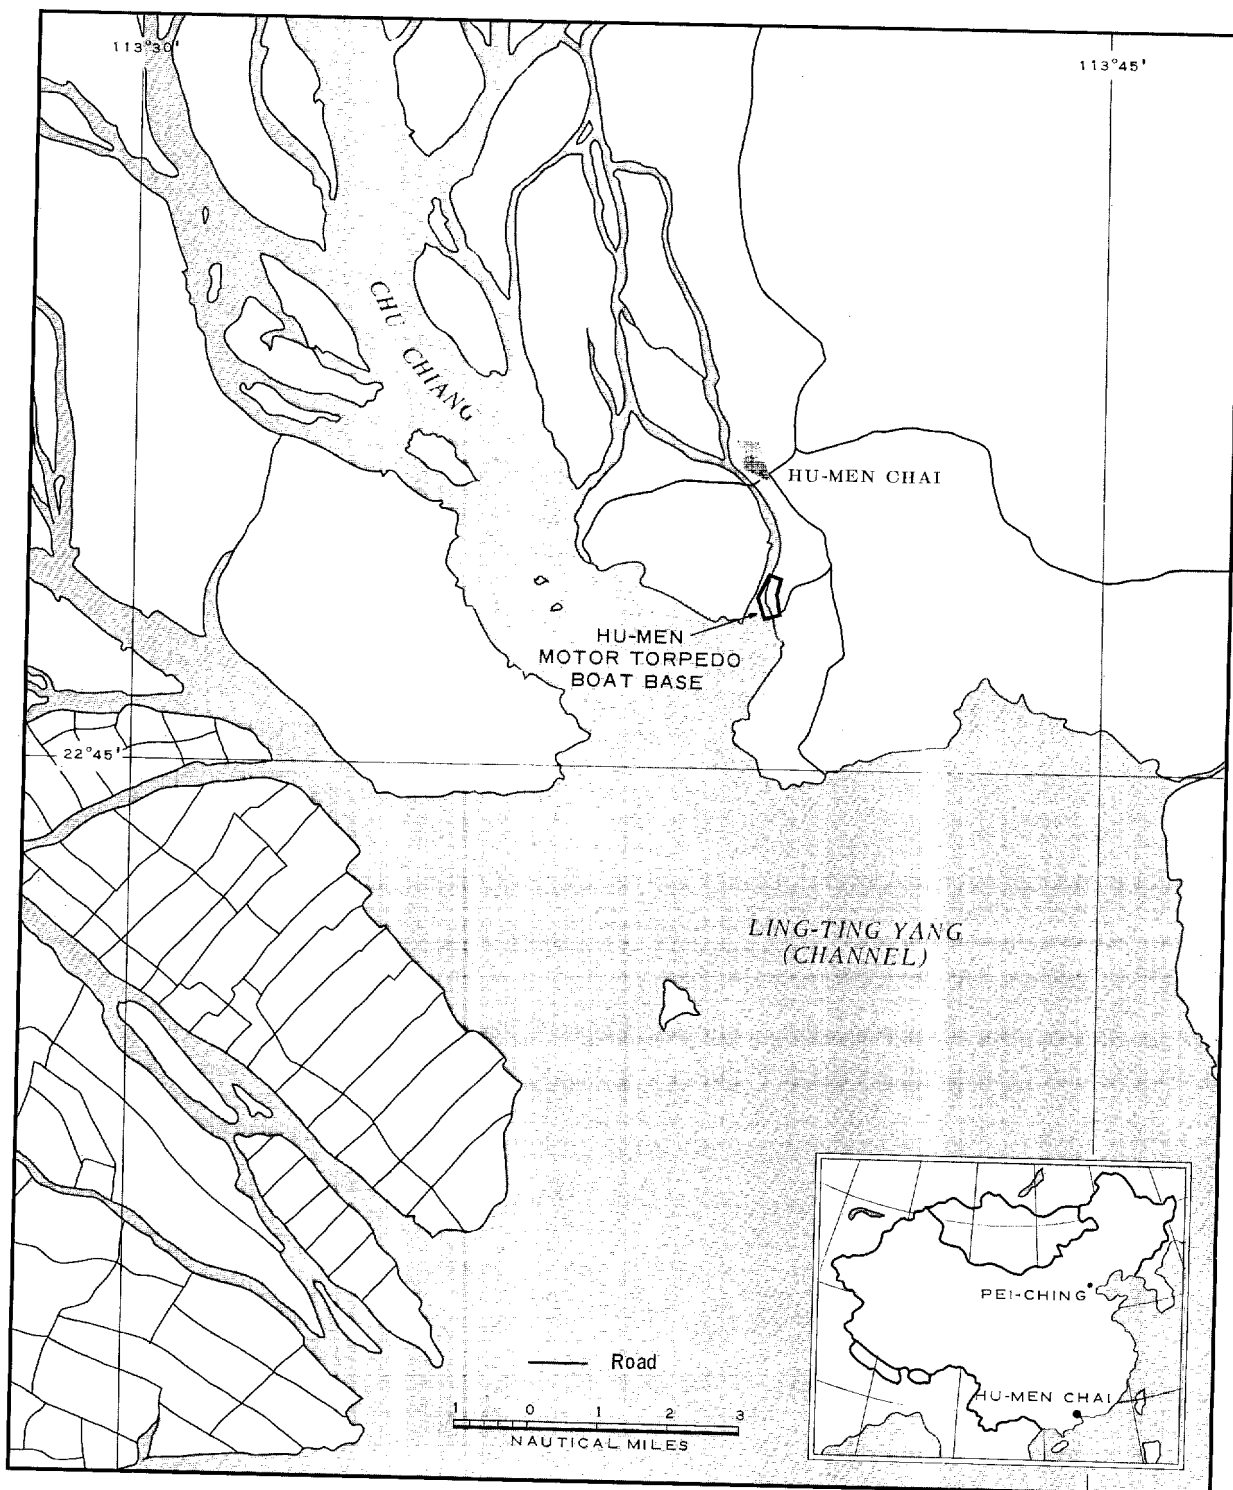 113°30'
113°45'
CHU CHIANG
HU-MEN CHAI
HU-MEN
MOTOR TORPEDO
BOAT BASE
22°45'
LING-TING YANG
(CHANNEL)
PEI-CHING
HU-MEN CHAI
Road
1 0 1 2 3
NAUTICAL MILES